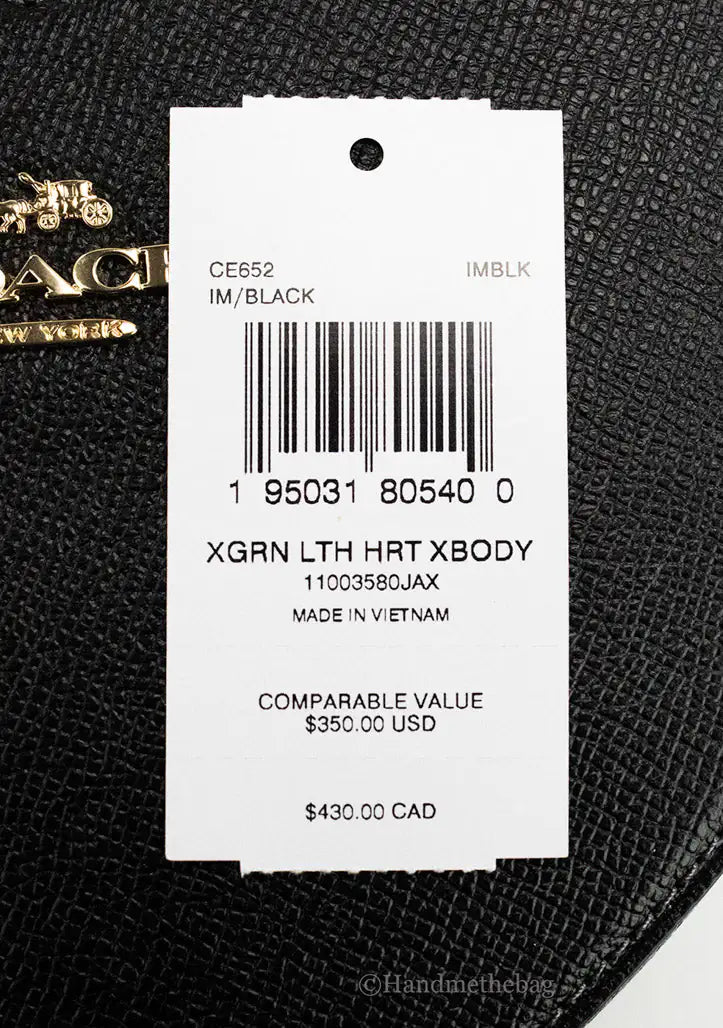 OACH
NEW YORK
CE652 IMBLK
IM/BLACK
1 95031 80540 0
XGRN LTH HRT XBODY
11003580JAX
MADE IN VIETNAM
COMPARABLE VALUE
$350.00 USD
$430.00 CAD
©Handmethebag